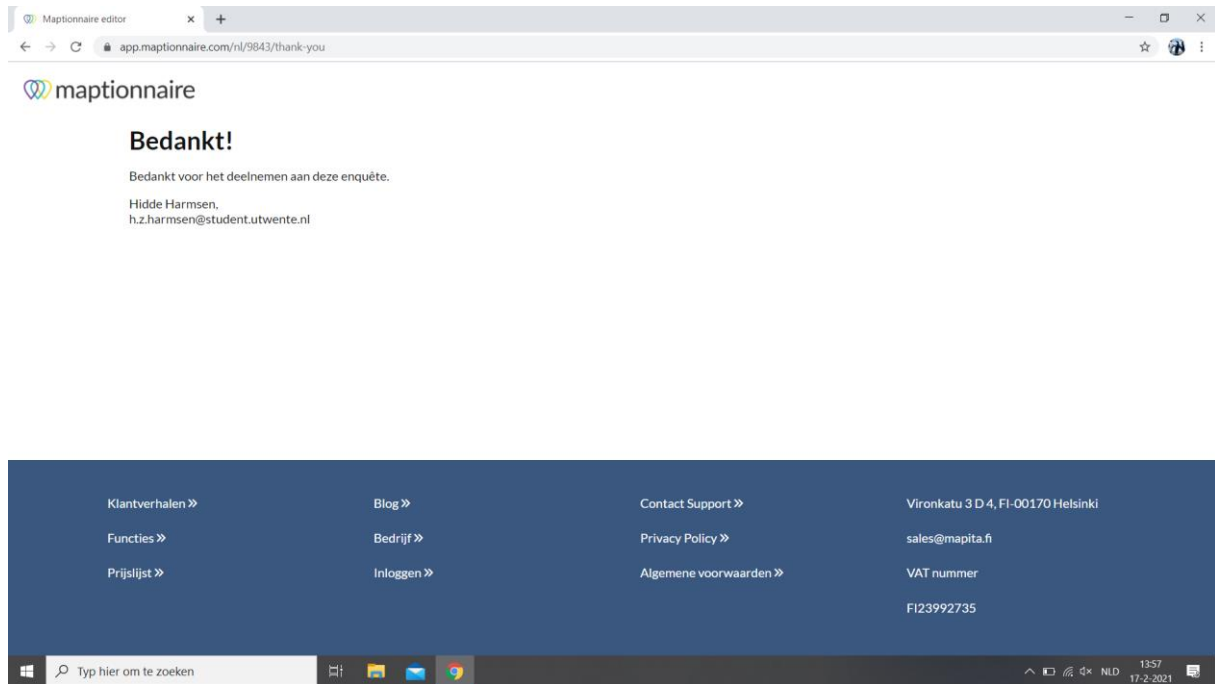 Maptionnaire editor
app.maptionnaire.com/nl/9843/thank-you
maptionnaire
Bedankt!
Bedankt voor het deelnemen aan deze enquête.
Hidde Harmsen,
h.z.harmsen@student.utwente.nl
Klantverhalen »
Functies »
Prijslijst »
Blog »
Bedrijf »
Inloggen »
Contact Support »
Privacy Policy »
Algemene voorwaarden »
Vironkatu 3 D 4, FI-00170 Helsinki
sales@mapita.fi
VAT nummer
FI23992735
Typ hier om te zoeken
NLD
13:57
17-2-2021